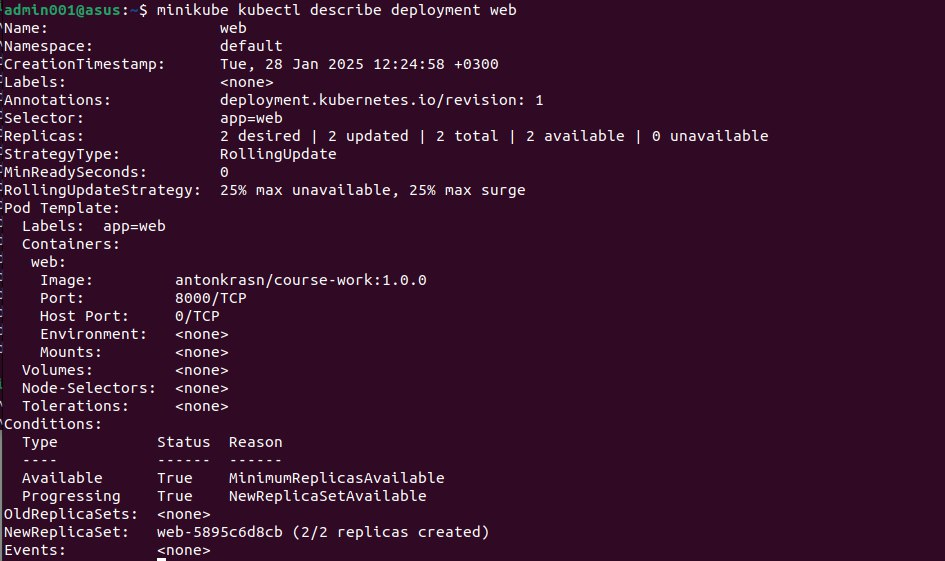 admin001@asus:~$ minikube kubectl describe deployment web
Name:                   web
Namespace:              default
CreationTimestamp:      Tue, 28 Jan 2025 12:24:58 +0300
Labels:                 <none>
Annotations:            deployment.kubernetes.io/revision: 1
Selector:               app=web
Replicas:               2 desired | 2 updated | 2 total | 2 available | 0 unavailable
StrategyType:           RollingUpdate
MinReadySeconds:        0
RollingUpdateStrategy:  25% max unavailable, 25% max surge
Pod Template:
  Labels:  app=web
  Containers:
   web:
    Image:         antonkrasn/course-work:1.0.0
    Port:          8000/TCP
    Host Port:     0/TCP
    Environment:   <none>
    Mounts:        <none>
  Volumes:         <none>
  Node-Selectors:  <none>
  Tolerations:     <none>
Conditions:
  Type           Status  Reason
  ----           ------  ------
  Available      True    MinimumReplicasAvailable
  Progressing    True    NewReplicaSetAvailable
OldReplicaSets:  <none>
NewReplicaSet:   web-5895c6d8cb (2/2 replicas created)
Events:          <none>